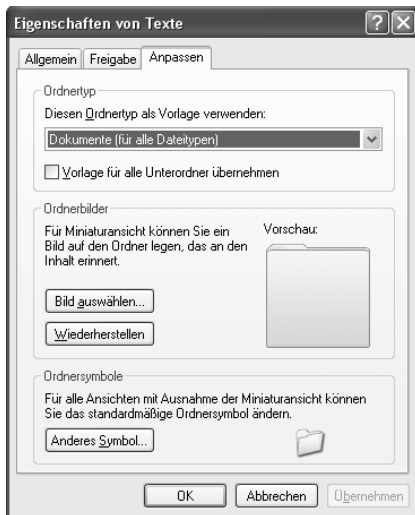 Eigenschaften von Texte
Allgemein Freigabe Anpassen
Ordnertyp
Diesen Ordnertyp als Vorlage verwenden:
Dokumente (für alle Dateitypen)
Vorlage für alle Unterordner übernehmen
Ordnerbilder
Für Miniaturansicht können Sie ein
Bild auf den Ordner legen, das an den
Inhalt erinnert.
Vorschau:
Bild auswählen...
Wiederherstellen
Ordnersymbole
Für alle Ansichten mit Ausnahme der Miniaturansicht können
Sie das standardmäßige Ordnersymbol ändern.
Anderes Symbol...
OK Abbrechen Übernehmen